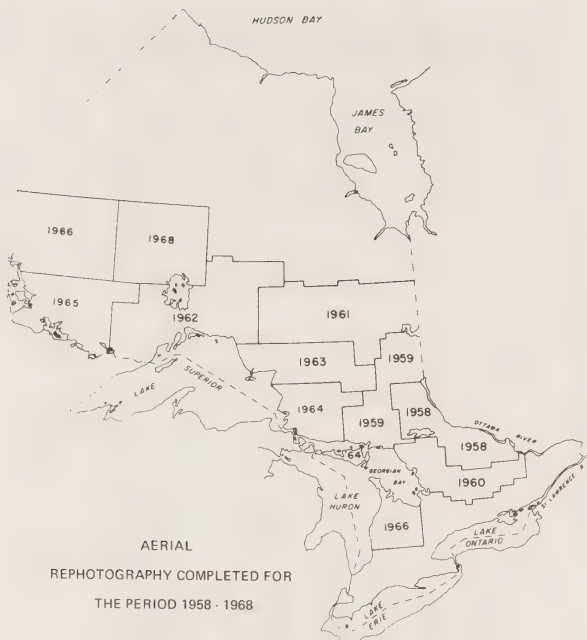 HUDSON BAY
JAMES
BAY
1966
1968
1965
1962
1961
1963
1959
LAKE
SUPERIOR
1964
1959
1958
OTTAWA
RIVER
1958
64
GEORGIAN
BAY
1960
ST LAWRENCE R
LAKE
HURON
1966
LAKE
ONTARIO
LAKE
ERIE
AERIAL
REPHOTOGRAPHY COMPLETED FOR
THE PERIOD 1958 - 1968